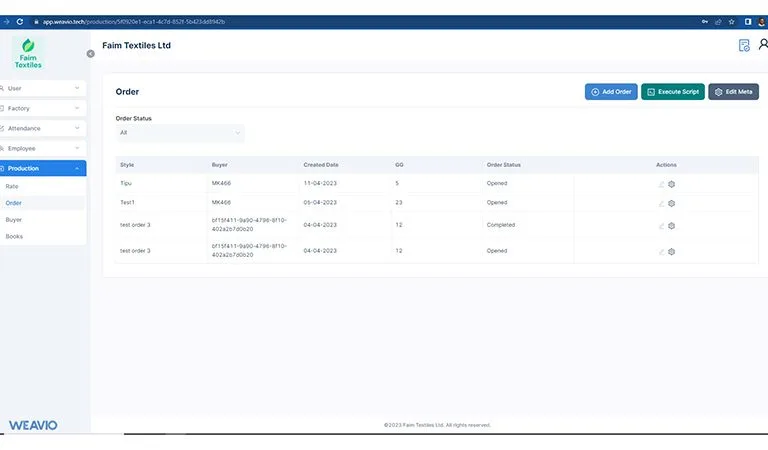 app.weavio.tech/production/5f0920e1-eca1-4c7d-852f-5b423dd8942b
Faim
Textiles
Faim Textiles Ltd
User
Factory
Attendance
Employee
Production
Rate
Order
Buyer
Books
WEAVIO
Order
Add Order
Execute Script
Edit Meta
Order Status
All
Style Buyer Created Date GG Order Status Actions
Tipu MK466 11-04-2023 5 Opened
Test1 MK466 05-04-2023 23 Opened
test order 3 bf15f411-9a90-4796-8f10-402a2b7d0b20 04-04-2023 12 Completed
test order 3 bf15f411-9a90-4796-8f10-402a2b7d0b20 04-04-2023 12 Opened
©2023 Faim Textiles Ltd. All rights reserved.